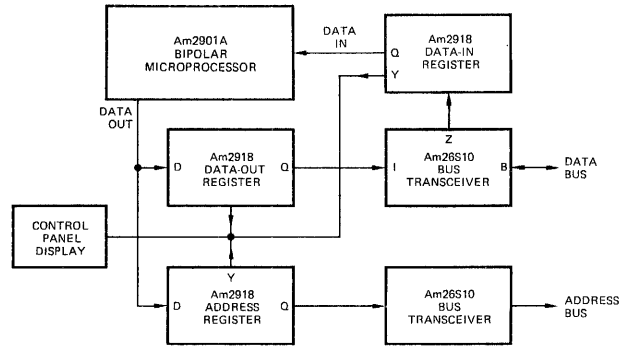 Am2901A
BIPOLAR
MICROPROCESSOR
DATA
IN
Q
Y
Am2918
DATA-IN
REGISTER
DATA
OUT
D
Am2918
DATA-OUT
REGISTER
Q
I
Z
Am26S10
BUS
TRANSCEIVER
B
DATA
BUS
CONTROL
PANEL
DISPLAY
Y
D
Am2918
ADDRESS
REGISTER
Q
Am26S10
BUS
TRANSCEIVER
ADDRESS
BUS